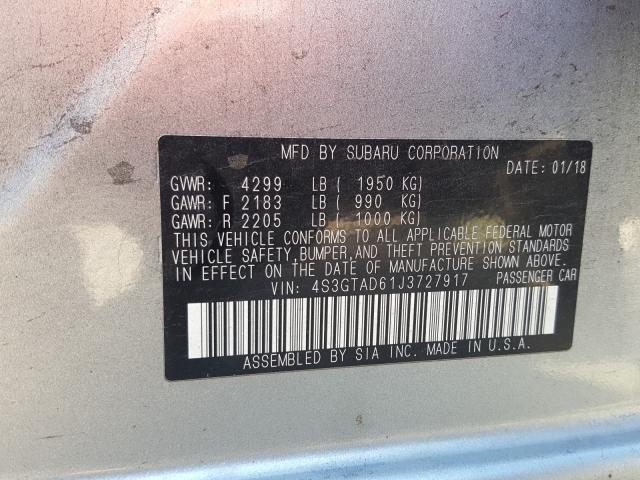 MFD BY SUBARU CORPORATION
DATE: 01/18
GVWR: 4299 LB ( 1950 KG)
GAWR: F 2183 LB ( 990 KG)
GAWR: R 2205 LB ( 1000 KG)
THIS VEHICLE CONFORMS TO ALL APPLICABLE FEDERAL MOTOR
VEHICLE SAFETY, BUMPER, AND THEFT PREVENTION STANDARDS
IN EFFECT ON THE DATE OF MANUFACTURE SHOWN ABOVE.
VIN: 4S3GTAD61J3727917 PASSENGER CAR
ASSEMBLED BY SIA INC. MADE IN U.S.A.